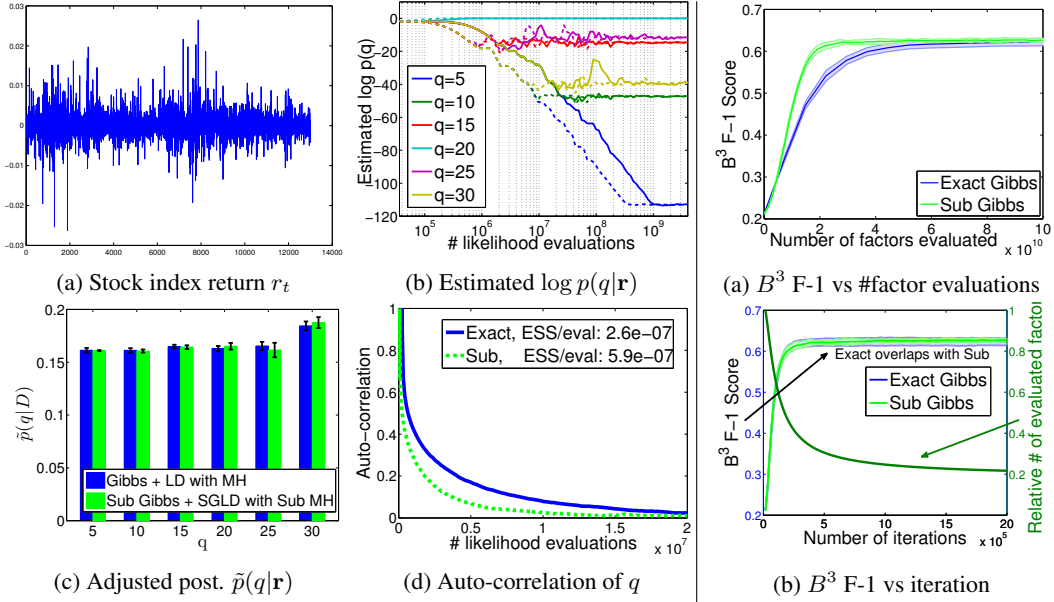 0.03
0.02
0.01
0
−0.01
−0.02
−0.03
0 2000 4000 6000 8000 10000 12000 14000
(a) Stock index return r_t
Estimated log p(q)
0
−20
−40
−60
−80
−100
−120
q=5
q=10
q=15
q=20
q=25
q=30
10^5 10^6 10^7 10^8 10^9
# likelihood evaluations
(b) Estimated log p(q|r)
B^3 F−1 Score
0.7
0.6
0.5
0.4
0.3
0.2
Exact Gibbs
Sub Gibbs
0 2 4 6 8 10
Number of factors evaluated
x 10^10
(a) B^3 F-1 vs #factor evaluations
p̃(q|D)
0.2
0.15
0.1
0.05
0
Gibbs + LD with MH
Sub Gibbs + SGLD with Sub MH
5 10 15 20 25 30
q
(c) Adjusted post. p̃(q|r)
Auto−correlation
1
0.8
0.6
0.4
0.2
0
Exact, ESS/eval: 2.6e−07
Sub, ESS/eval: 5.9e−07
0 0.5 1 1.5 2
# likelihood evaluations
x 10^7
(d) Auto-correlation of q
B^3 F−1 Score
0.7
0.6
0.5
0.4
0.3
0.2
Exact overlaps with Sub
Exact Gibbs
Sub Gibbs
1
0.8
0.6
0.4
0.2
0
Relative # of evaluated factor
0 5 10 15 20
Number of iterations
x 10^5
(b) B^3 F-1 vs iteration